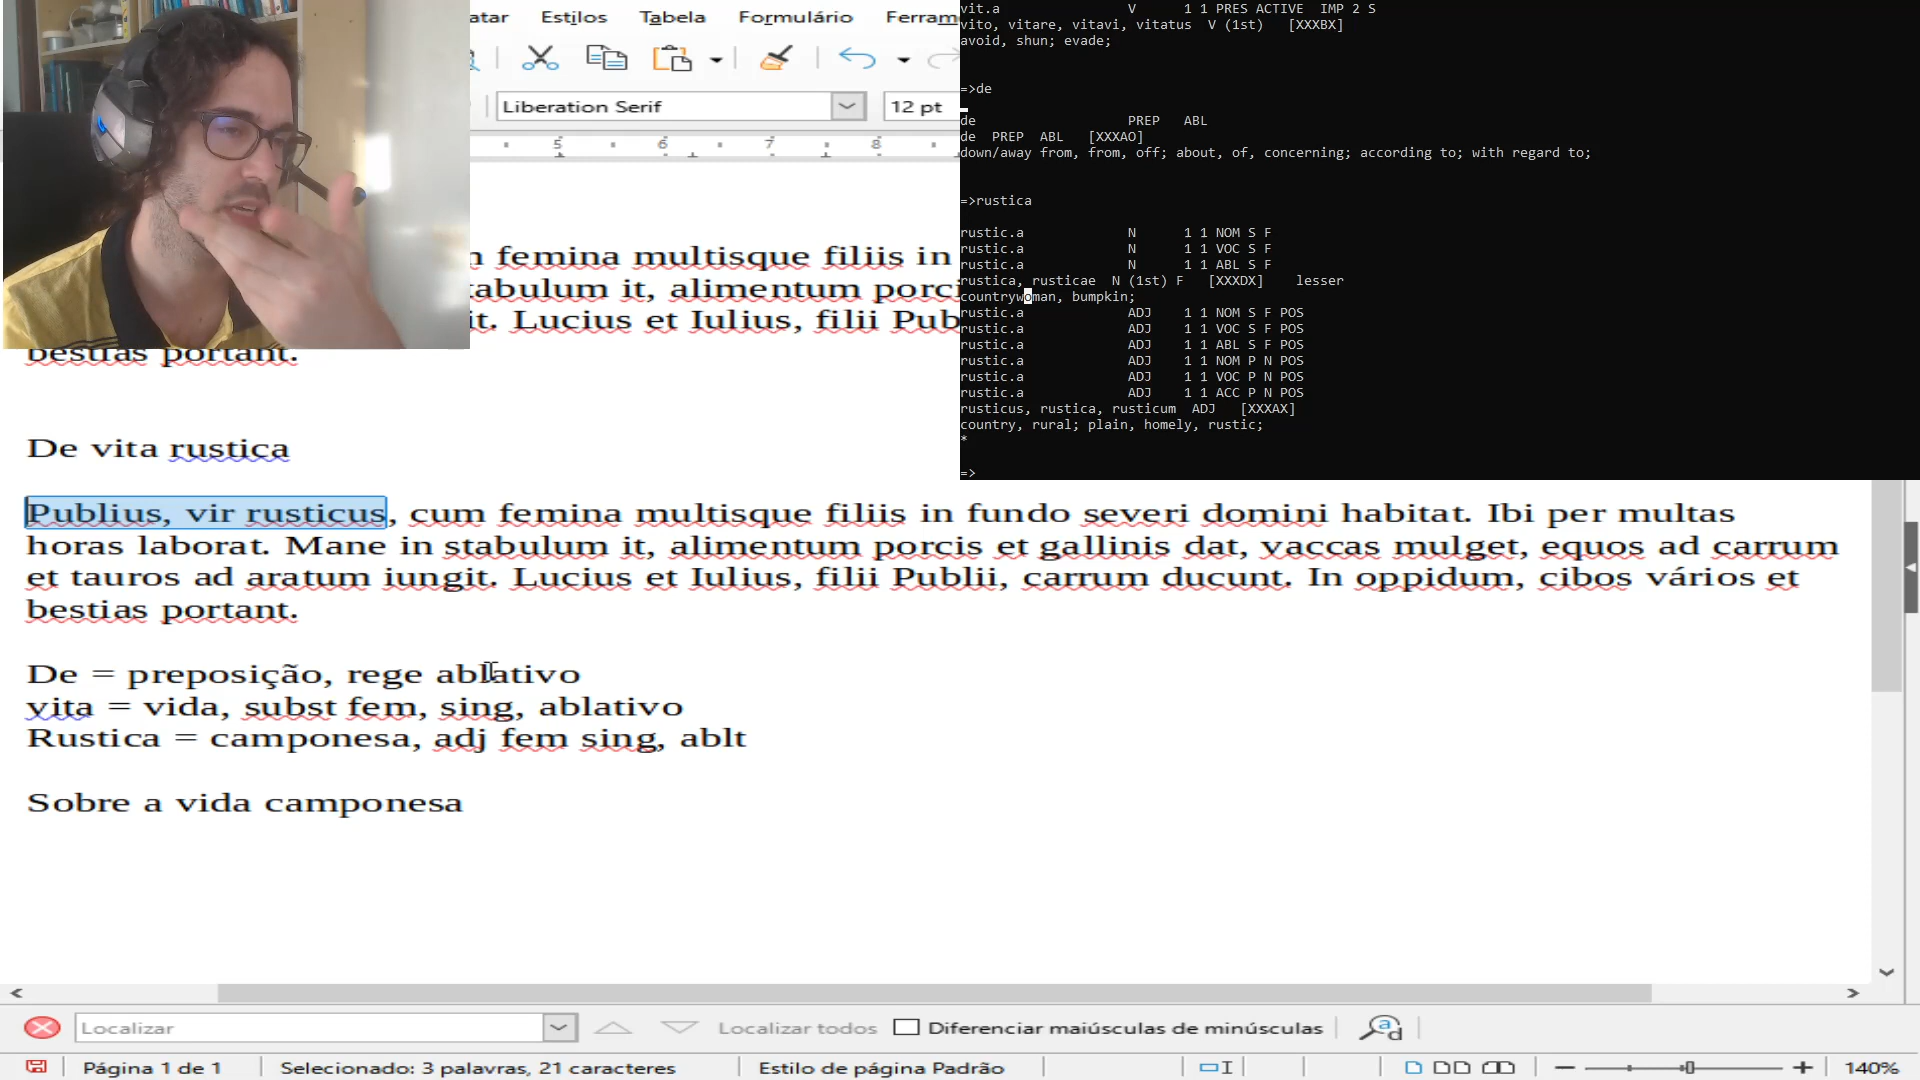 atar Estilos Tabela Formulário Ferram
Liberation Serif 12 pt
5 6 7 8
n femina multisque filiis in
tabulum it, alimentum porci
it. Lucius et Iulius, filii Pub
bestias portant.
De vita rustica
Publius, vir rusticus, cum femina multisque filiis in fundo severi domini habitat. Ibi per multas
horas laborat. Mane in stabulum it, alimentum porcis et gallinis dat, vaccas mulget, equos ad carrum
et tauros ad aratum iungit. Lucius et Iulius, filii Publii, carrum ducunt. In oppidum, cibos vários et
bestias portant.
De = preposição, rege ablativo
vita = vida, subst fem, sing, ablativo
Rustica = camponesa, adj fem sing, ablt
Sobre a vida camponesa
vit.a V 1 1 PRES ACTIVE IMP 2 S
vito, vitare, vitavi, vitatus V (1st) [XXXBX]
avoid, shun; evade;
=>de
de PREP ABL
de PREP ABL [XXXAO]
down/away from, from, off; about, of, concerning; according to; with regard to;
=>rustica
rustic.a N 1 1 NOM S F
rustic.a N 1 1 VOC S F
rustic.a N 1 1 ABL S F
rustica, rusticae N (1st) F [XXXDX] lesser
countrywoman, bumpkin;
rustic.a ADJ 1 1 NOM S F POS
rustic.a ADJ 1 1 VOC S F POS
rustic.a ADJ 1 1 ABL S F POS
rustic.a ADJ 1 1 NOM P N POS
rustic.a ADJ 1 1 VOC P N POS
rustic.a ADJ 1 1 ACC P N POS
rusticus, rustica, rusticum ADJ [XXXAX]
country, rural; plain, homely, rustic;
*
=>
Localizar Localizar todos Diferenciar maiúsculas de minúsculas
Página 1 de 1 Selecionado: 3 palavras, 21 caracteres Estilo de página Padrão 140%